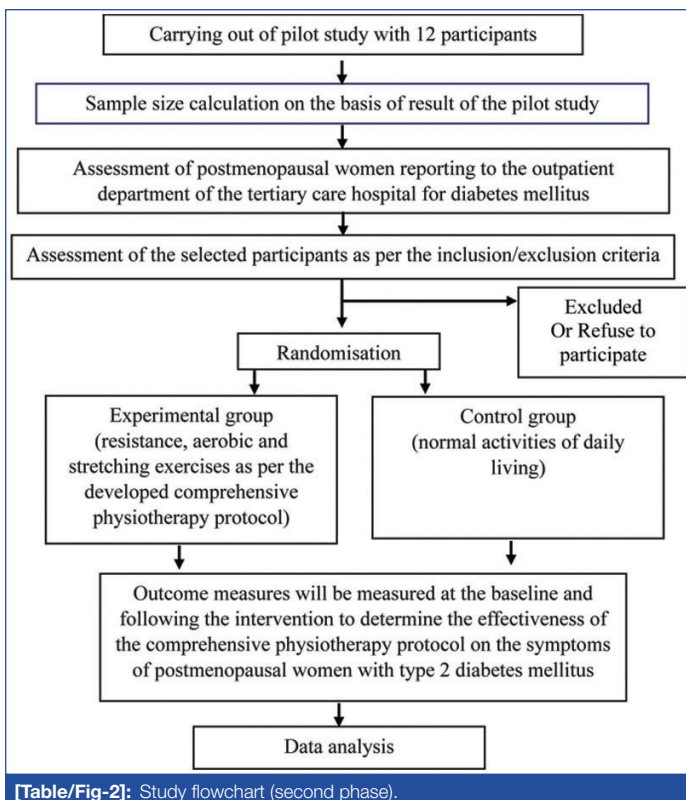 Carrying out of pilot study with 12 participants
Sample size calculation on the basis of result of the pilot study
Assessment of postmenopausal women reporting to the outpatient
department of the tertiary care hospital for diabetes mellitus
Assessment of the selected participants as per the inclusion/exclusion criteria
Excluded
Or Refuse to
participate
Randomisation
Experimental group
(resistance, aerobic and
stretching exercises as per the
developed comprehensive
physiotherapy protocol)
Control group
(normal activities of daily
living)
Outcome measures will be measured at the baseline and
following the intervention to determine the effectiveness of
the comprehensive physiotherapy protocol on the symptoms
of postmenopausal women with type 2 diabetes mellitus
Data analysis
[Table/Fig-2]: Study flowchart (second phase).